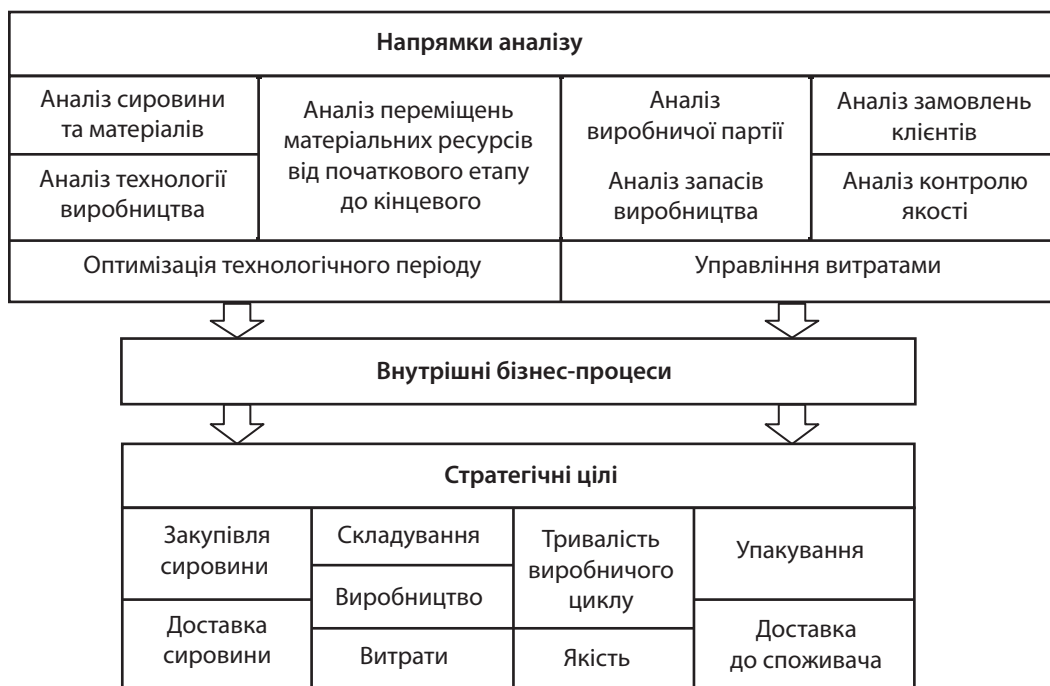 Напрямки аналізу
Аналіз сировини
та матеріалів
Аналіз технології
виробництва
Аналіз переміщень
матеріальних ресурсів
від початкового етапу
до кінцевого
Аналіз
виробничої партії
Аналіз запасів
виробництва
Аналіз замовлень
клієнтів
Аналіз контролю
якості
Оптимізація технологічного періоду
Управління витратами
Внутрішні бізнес-процеси
Стратегічні цілі
Закупівля
сировини
Доставка
сировини
Складування
Виробництво
Витрати
Тривалість
виробничого
циклу
Якість
Упакування
Доставка
до споживача